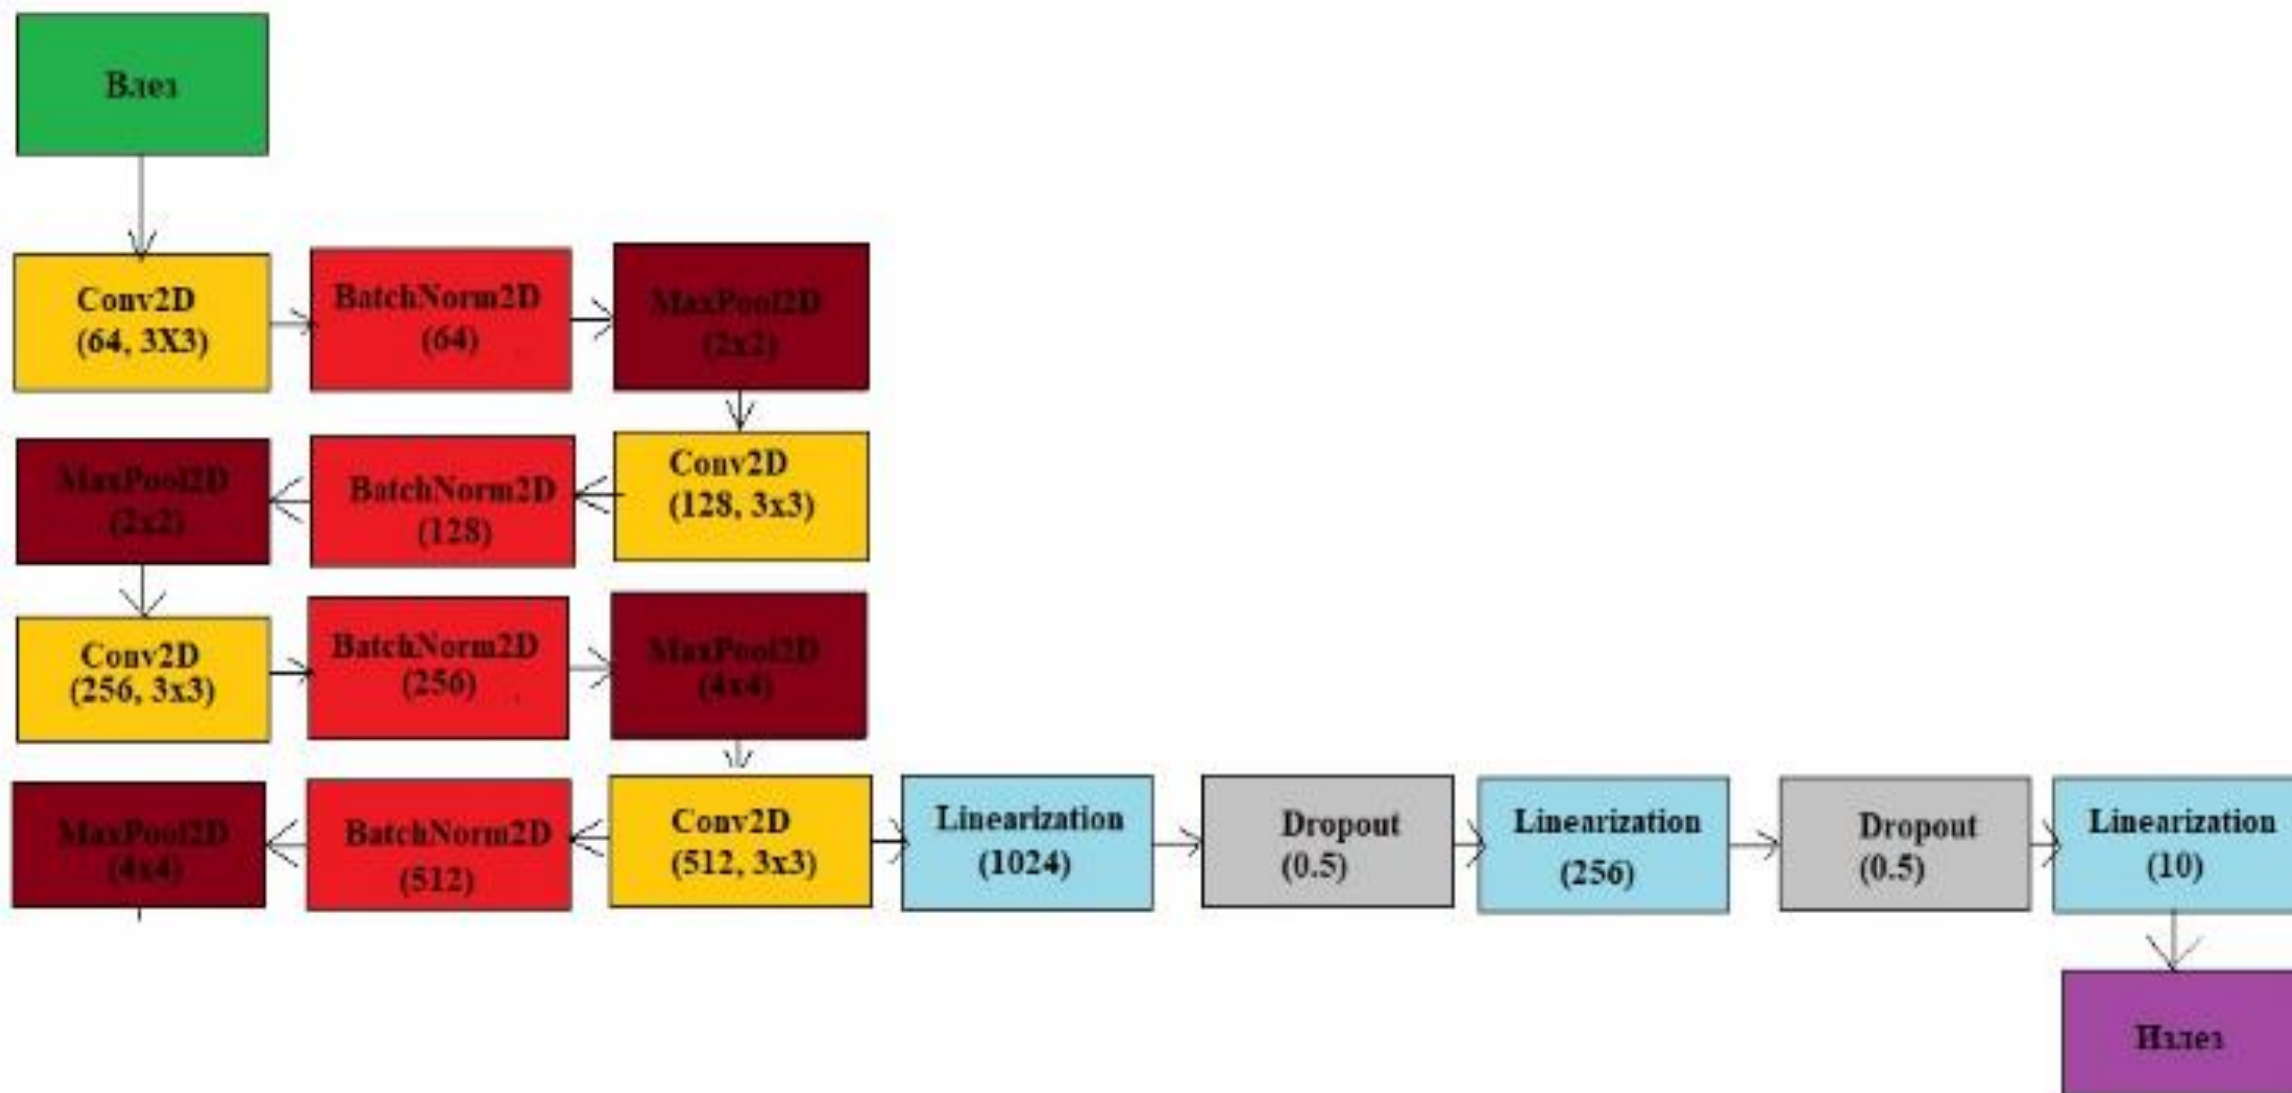 Влез
Conv2D
(64, 3X3)
BatchNorm2D
(64)
MaxPool2D
(2x2)
Conv2D
(128, 3x3)
BatchNorm2D
(128)
MaxPool2D
(2x2)
Conv2D
(256, 3x3)
BatchNorm2D
(256)
MaxPool2D
(4x4)
Conv2D
(512, 3x3)
BatchNorm2D
(512)
MaxPool2D
(4x4)
Linearization
(1024)
Dropout
(0.5)
Linearization
(256)
Dropout
(0.5)
Linearization
(10)
Излез